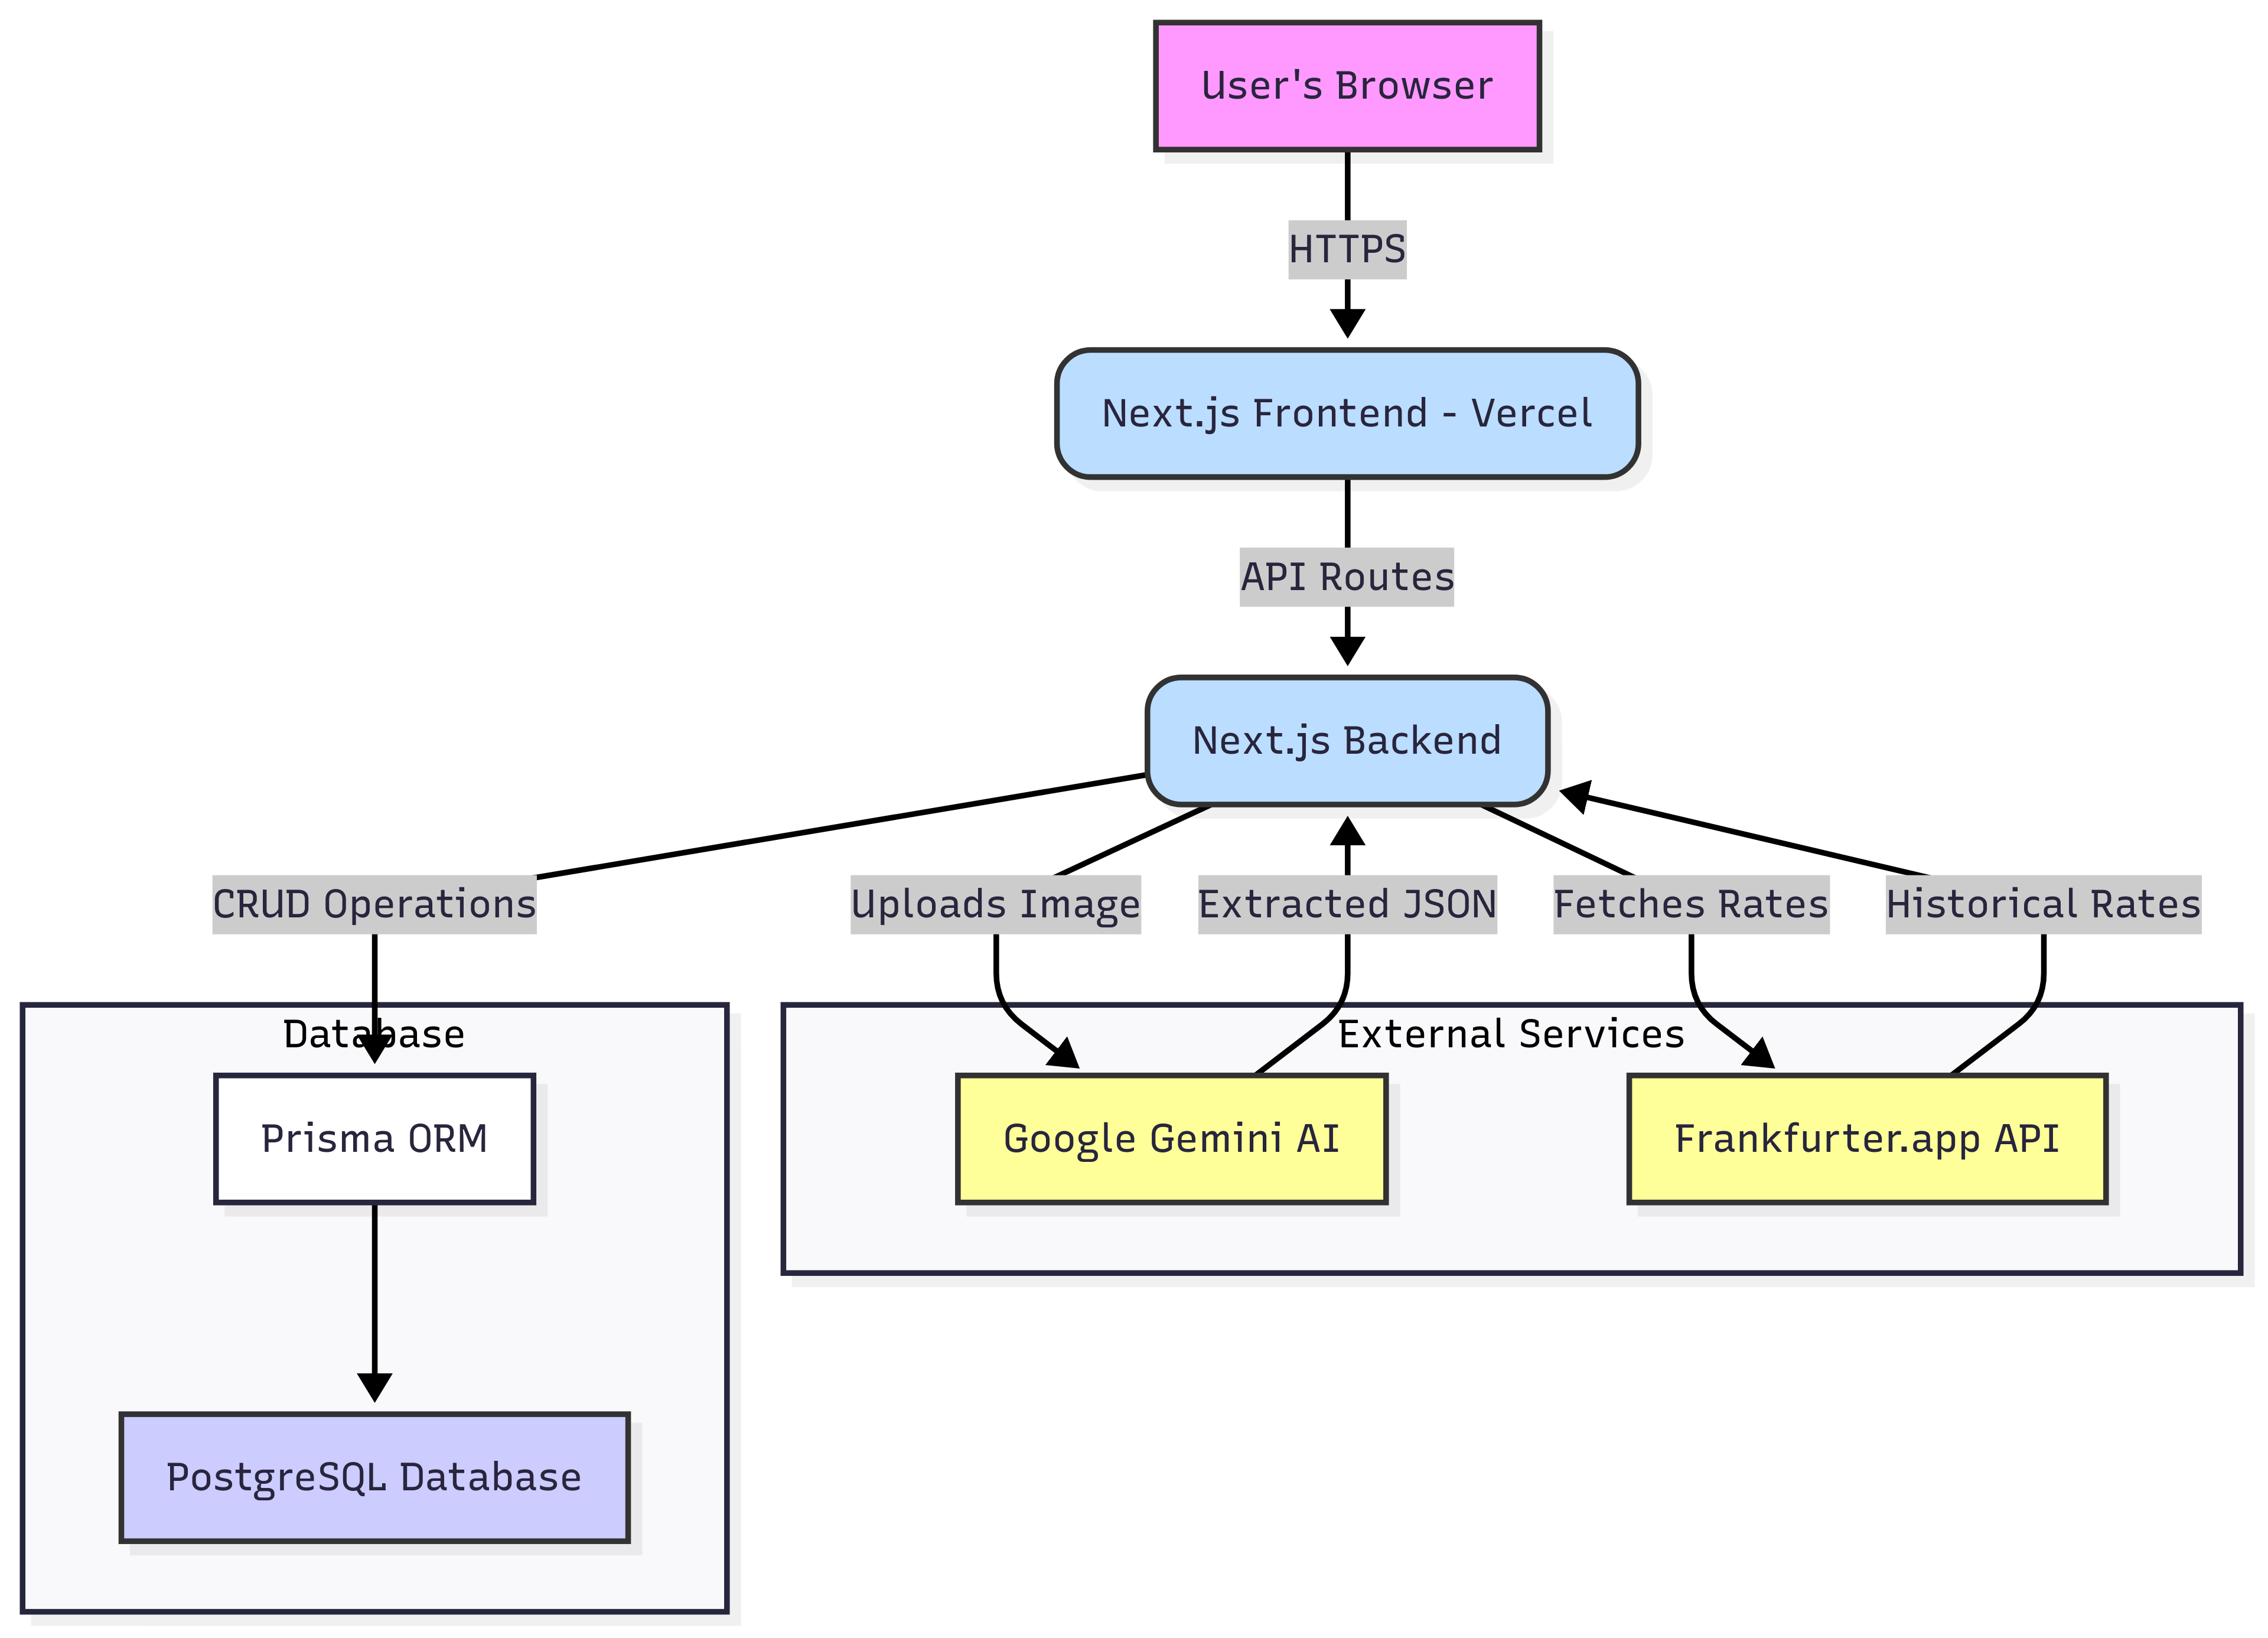 User's Browser
HTTPS
Next.js Frontend - Vercel
API Routes
Next.js Backend
CRUD Operations
Uploads Image
Extracted JSON
Fetches Rates
Historical Rates
Database
External Services
Prisma ORM
Google Gemini AI
Frankfurter.app API
PostgreSQL Database